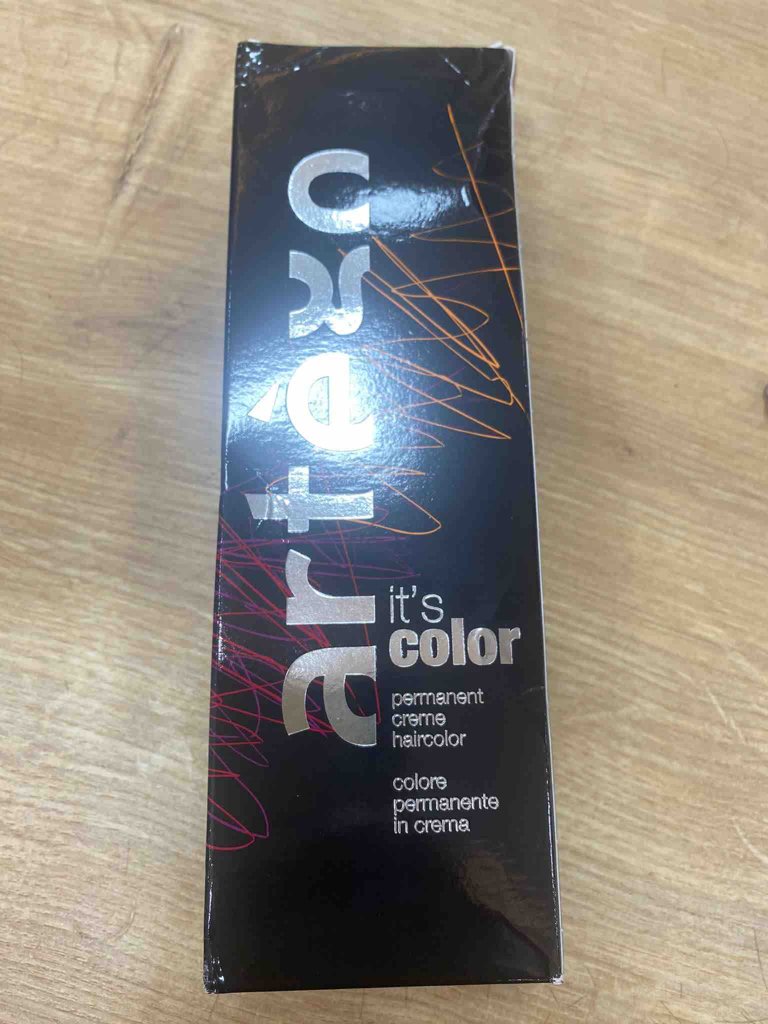 artègo
it's
color
permanent
creme
haircolor
colore
permanente
in crema